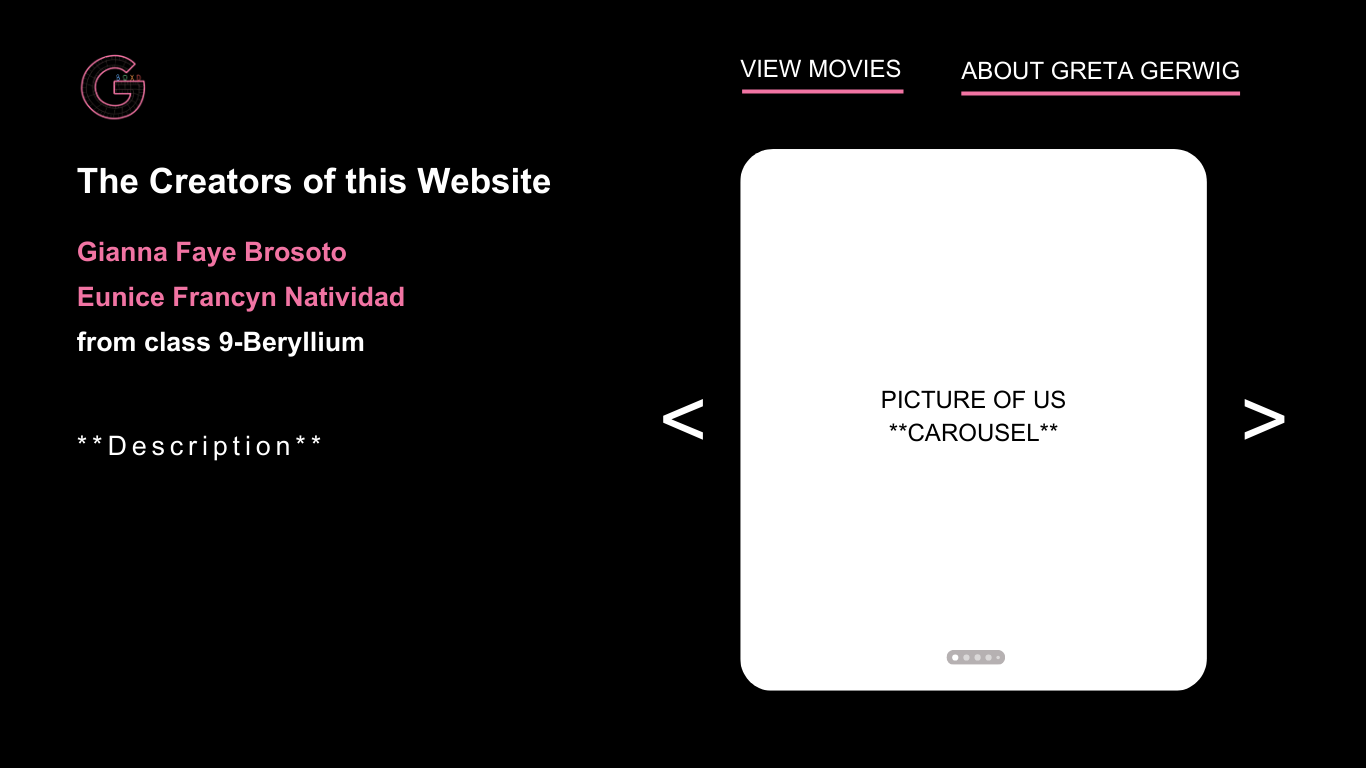 G
VIEW MOVIES
ABOUT GRETA GERWIG
The Creators of this Website
Gianna Faye Brosoto
Eunice Francyn Natividad
from class 9-Beryllium
**Description**
<
PICTURE OF US
**CAROUSEL**
>